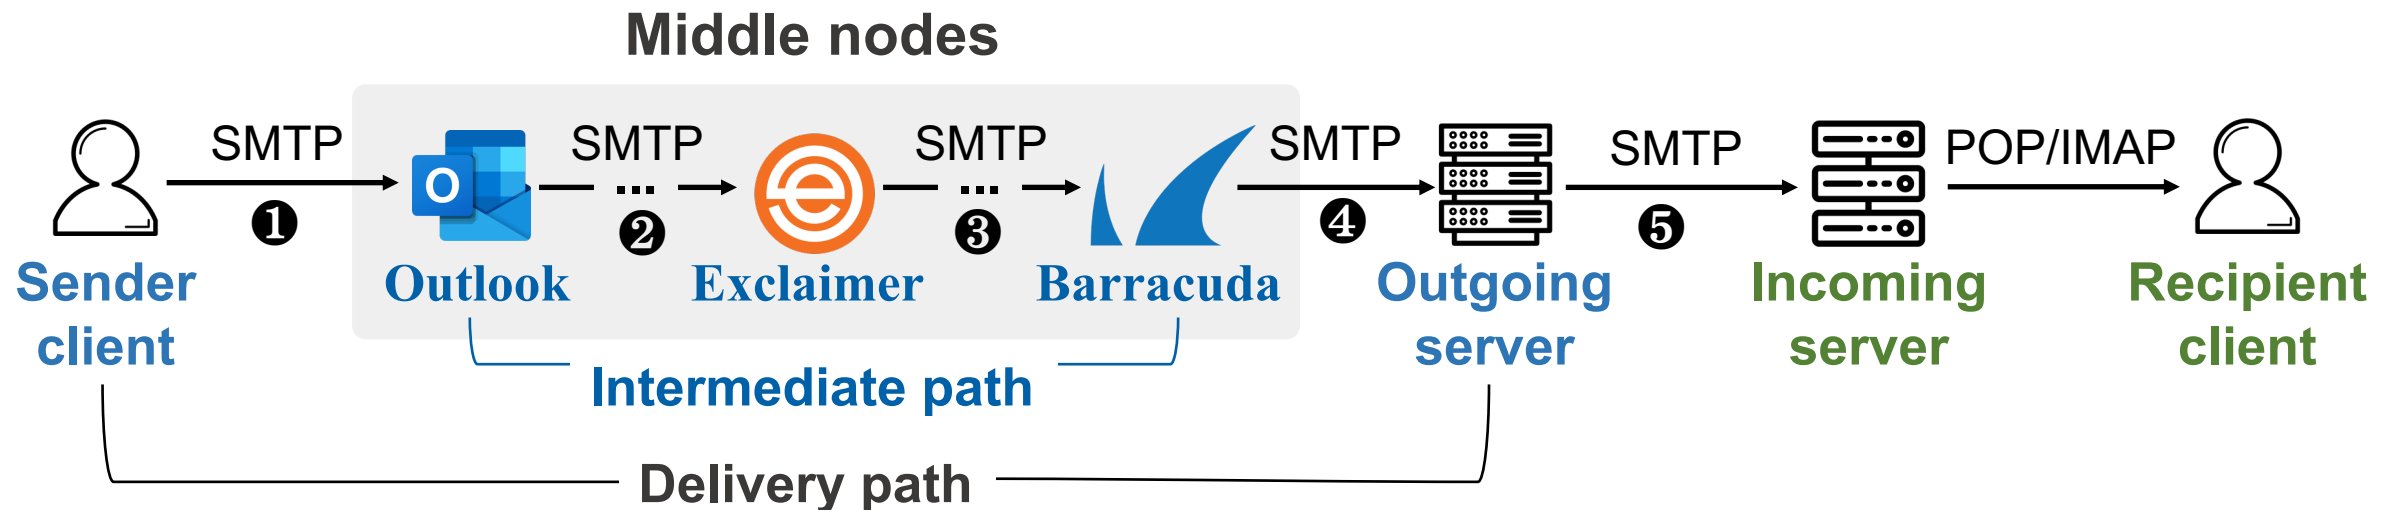 Middle nodes
SMTP
SMTP
SMTP
SMTP
SMTP
POP/IMAP
O
e
❶
❷
❸
❹
❺
Sender
client
Outlook
Exclaimer
Barracuda
Outgoing
server
Incoming
server
Recipient
client
Intermediate path
Delivery path